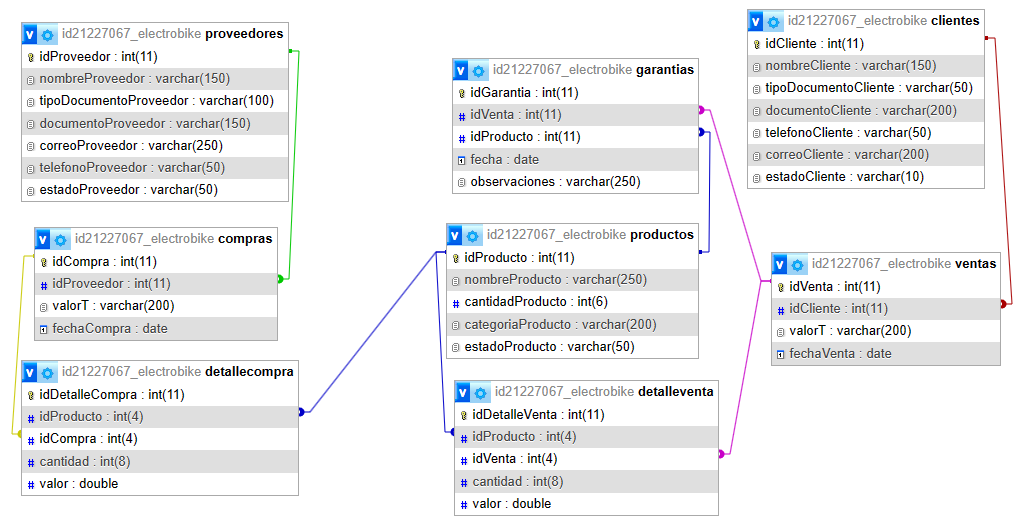 id21227067_electrobike proveedores
idProveedor : int(11)
nombreProveedor : varchar(150)
tipoDocumentoProveedor : varchar(100)
documentoProveedor : varchar(150)
correoProveedor : varchar(250)
telefonoProveedor : varchar(50)
estadoProveedor : varchar(50)
id21227067_electrobike compras
idCompra : int(11)
idProveedor : int(11)
valorT : varchar(200)
fechaCompra : date
id21227067_electrobike detallecompra
idDetalleCompra : int(11)
idProducto : int(4)
idCompra : int(4)
cantidad : int(8)
valor : double
id21227067_electrobike garantias
idGarantia : int(11)
idVenta : int(11)
idProducto : int(11)
fecha : date
observaciones : varchar(250)
id21227067_electrobike productos
idProducto : int(11)
nombreProducto : varchar(250)
cantidadProducto : int(6)
categoriaProducto : varchar(200)
estadoProducto : varchar(50)
id21227067_electrobike detalleventa
idDetalleVenta : int(11)
idProducto : int(4)
idVenta : int(4)
cantidad : int(8)
valor : double
id21227067_electrobike clientes
idCliente : int(11)
nombreCliente : varchar(150)
tipoDocumentoCliente : varchar(50)
documentoCliente : varchar(200)
telefonoCliente : varchar(50)
correoCliente : varchar(200)
estadoCliente : varchar(10)
id21227067_electrobike ventas
idVenta : int(11)
idCliente : int(11)
valorT : varchar(200)
fechaVenta : date